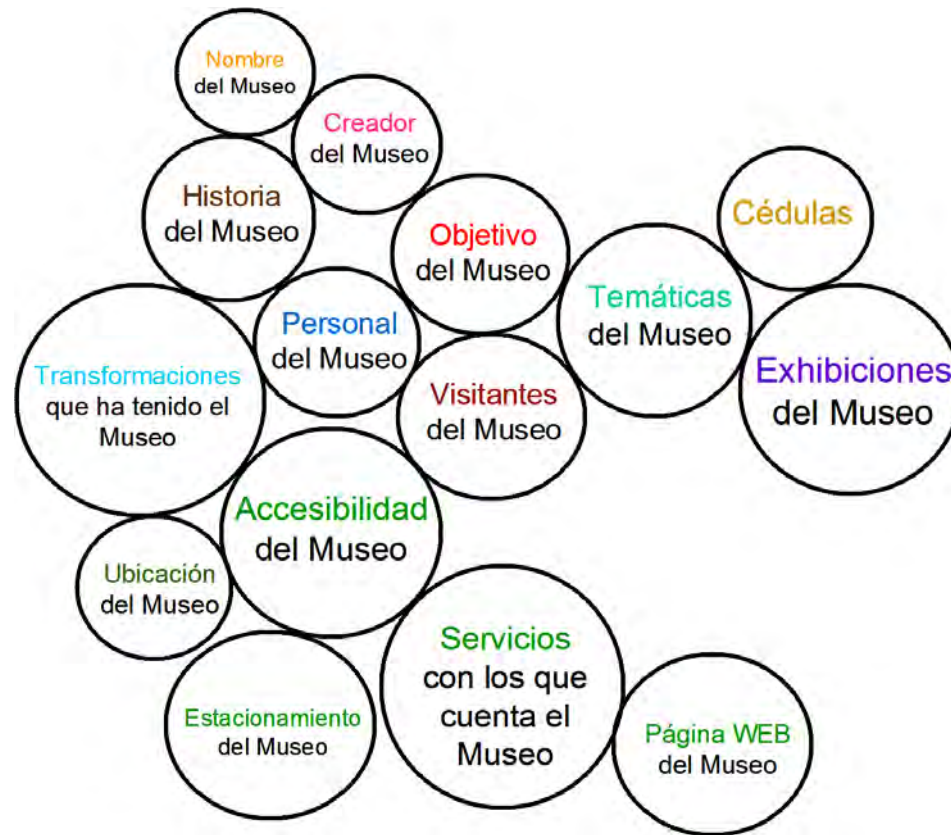 Nombre
del Museo
Creador
del Museo
Historia
del Museo
Objetivo
del Museo
Cédulas
Temáticas
del Museo
Personal
del Museo
Exhibiciones
del Museo
Transformaciones
que ha tenido el
Museo
Visitantes
del Museo
Accesibilidad
del Museo
Ubicación
del Museo
Servicios
con los que
cuenta el
Museo
Estacionamiento
del Museo
Página WEB
del Museo